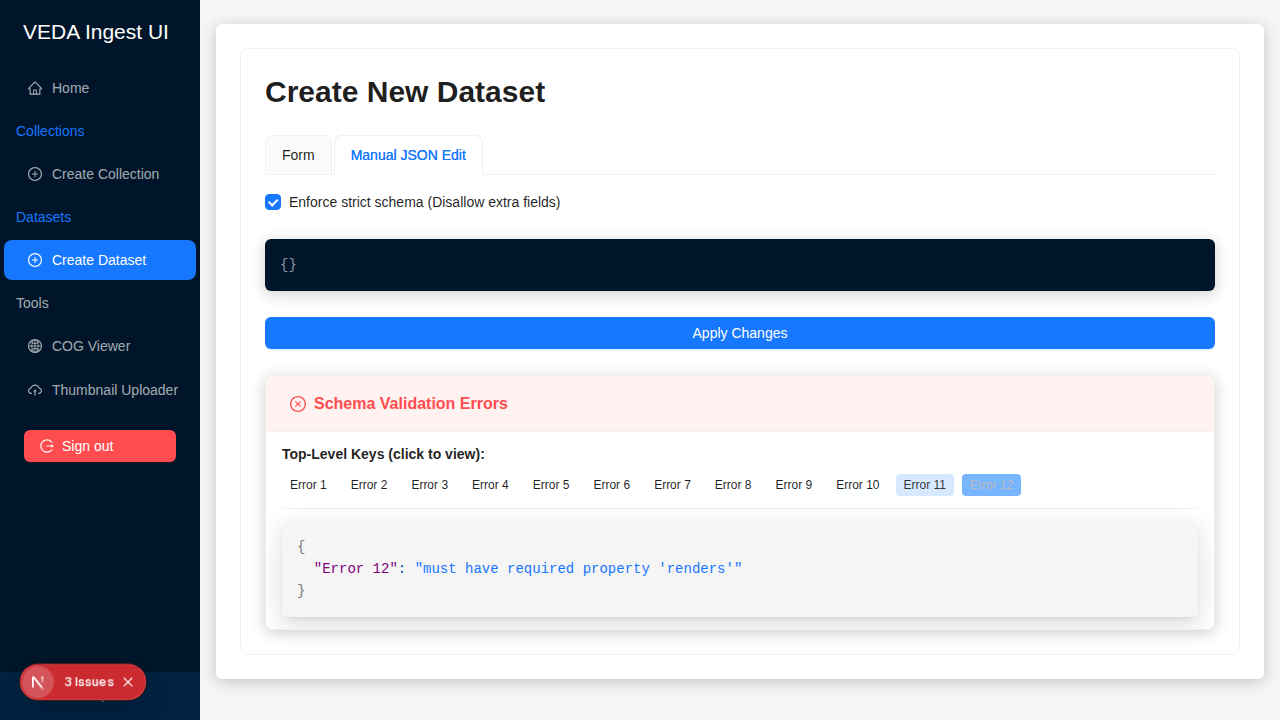 VEDA Ingest UI
Home
Collections
Create Collection
Datasets
Create Dataset
Tools
COG Viewer
Thumbnail Uploader
Sign out
3 Issues
Create New Dataset
Form
Manual JSON Edit
Enforce strict schema (Disallow extra fields)
{}
Apply Changes
Schema Validation Errors
Top-Level Keys (click to view):
Error 1 Error 2 Error 3 Error 4 Error 5 Error 6 Error 7 Error 8 Error 9 Error 10 Error 11 Error 12
{
"Error 12": "must have required property 'renders'"
}